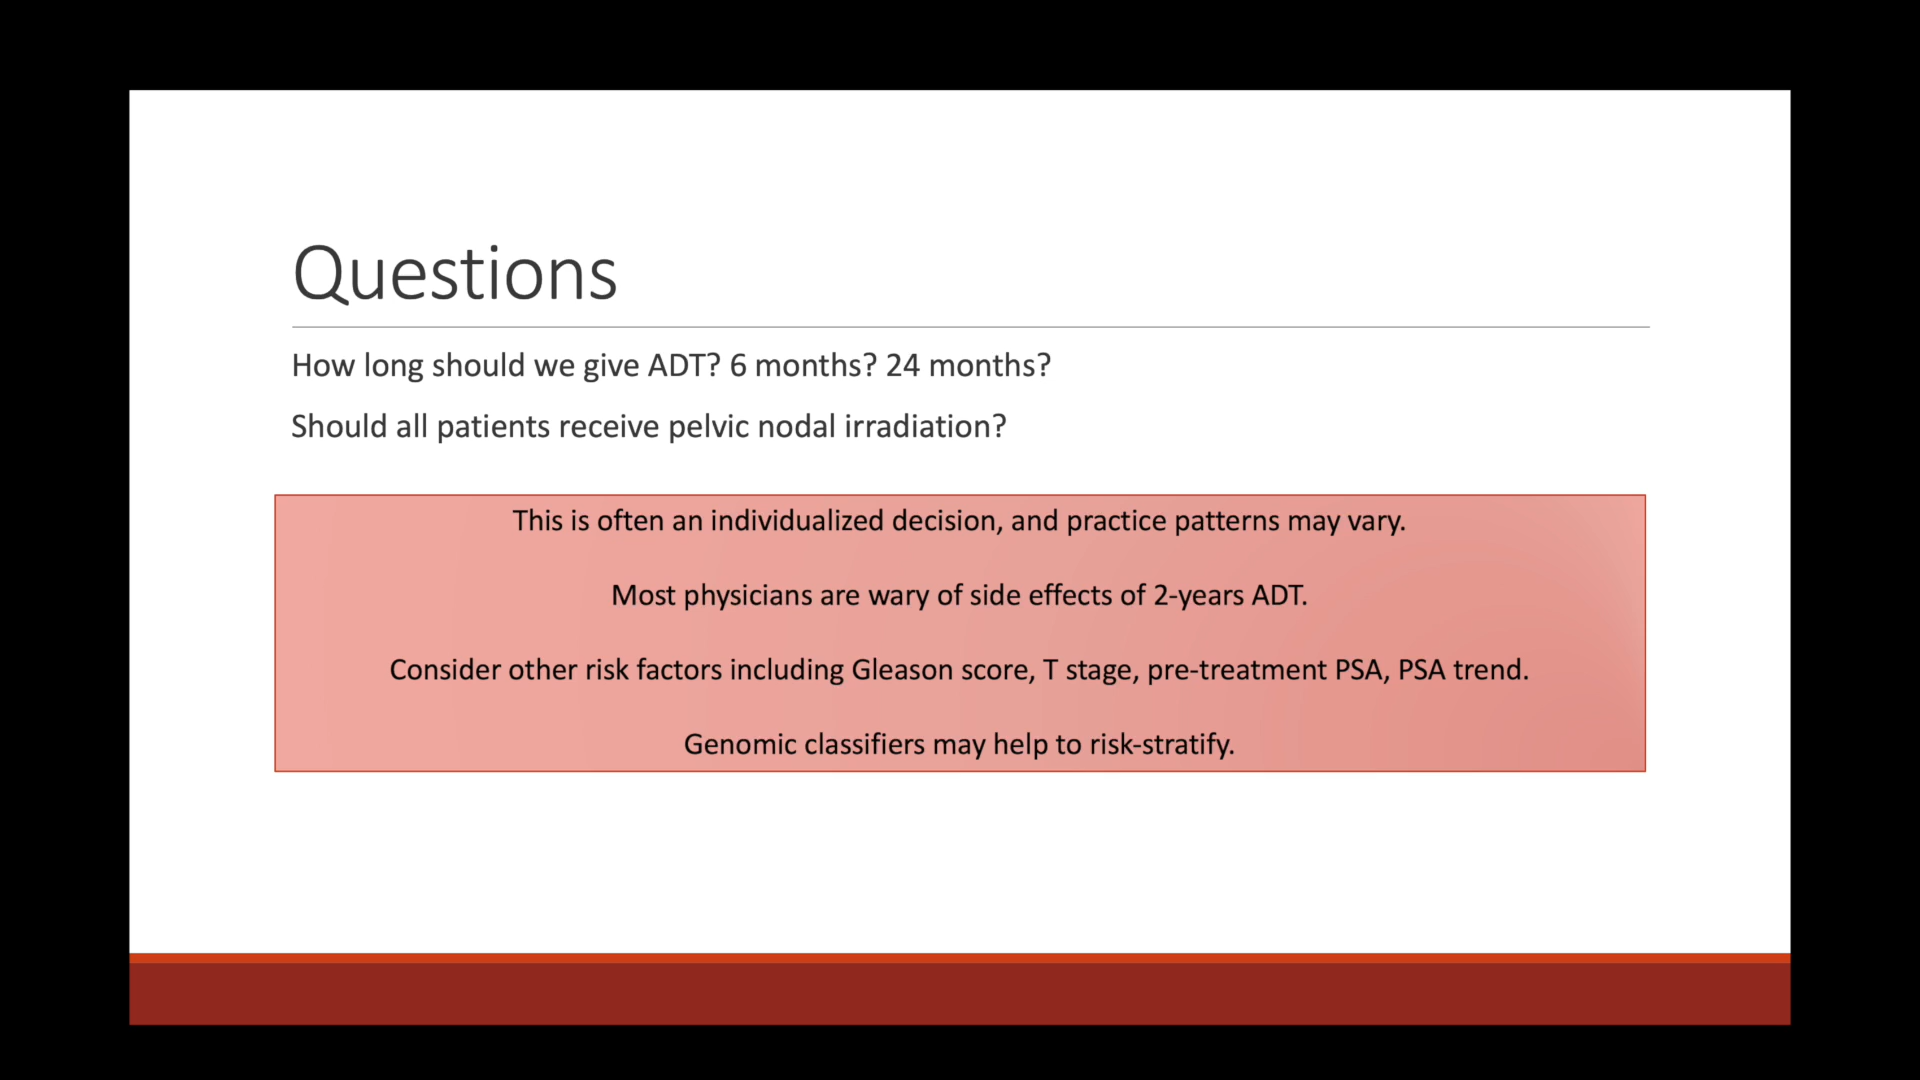 Questions
How long should we give ADT? 6 months? 24 months?
Should all patients receive pelvic nodal irradiation?
This is often an individualized decision, and practice patterns may vary.
Most physicians are wary of side effects of 2-years ADT.
Consider other risk factors including Gleason score, T stage, pre-treatment PSA, PSA trend.
Genomic classifiers may help to risk-stratify.